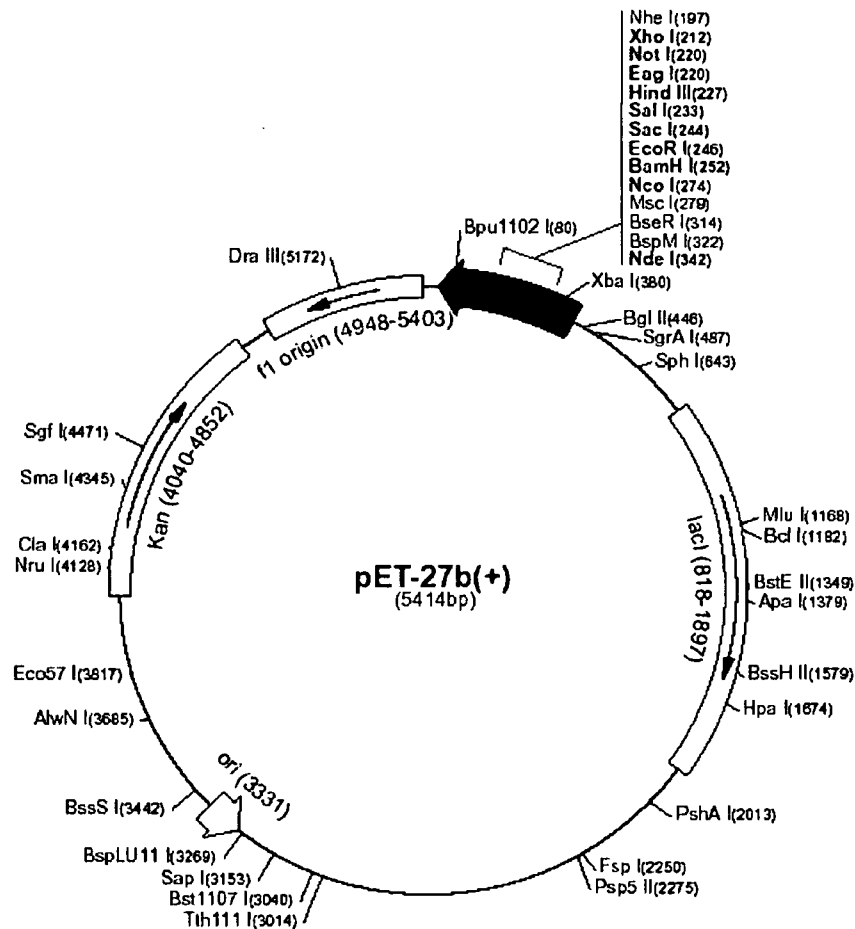 Nhe I(197)
Xho I(212)
Not I(220)
Eag I(220)
Hind III(227)
Sal I(233)
Sac I(244)
EcoR I(246)
BamH I(252)
Nco I(274)
Msc I(279)
BseR I(314)
BspM I(322)
Nde I(342)
Bpu1102 I(80)
Dra III(5172)
Xba I(380)
Bgl II(446)
SgrA I(487)
Sph I(643)
f1 origin (4948-5403)
Sgf I(4471)
Sma I(4345)
Kan (4040-4852)
Cla I(4162)
Nru I(4128)
lacI (818-1897)
Mlu I(1168)
Bcl I(1182)
BstE II(1349)
Apa I(1379)
BssH II(1579)
Hpa I(1674)
pET-27b(+)
(5414bp)
Eco57 I(3817)
AlwN I(3685)
ori (3331)
BssS I(3442)
BspLU11 I(3269)
Sap I(3153)
Bst1107 I(3040)
Tth111 I(3014)
PshA I(2013)
Fsp I(2250)
Psp5 II(2275)